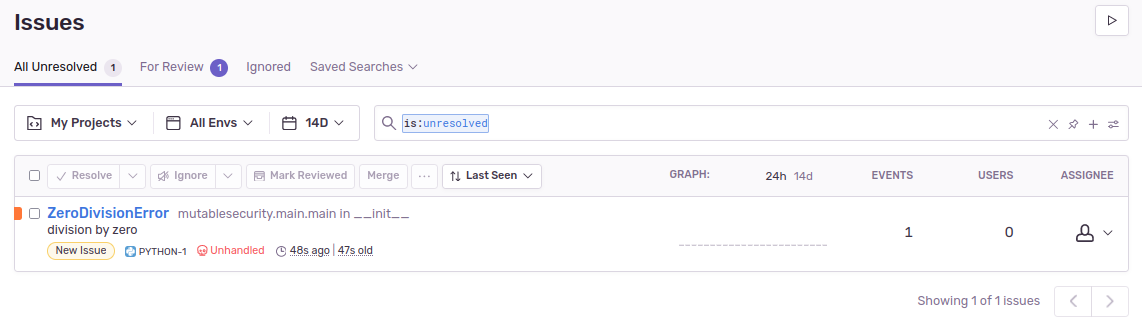 Issues
All Unresolved 1 For Review 1 Ignored Saved Searches
My Projects All Envs 14D is:unresolved
Resolve Ignore Mark Reviewed Merge ... Last Seen GRAPH: 24h 14d EVENTS USERS ASSIGNEE
ZeroDivisionError mutablesecurity.main.main in __init__
division by zero
New Issue PYTHON-1 Unhandled 48s ago | 47s old 1 0
Showing 1 of 1 issues